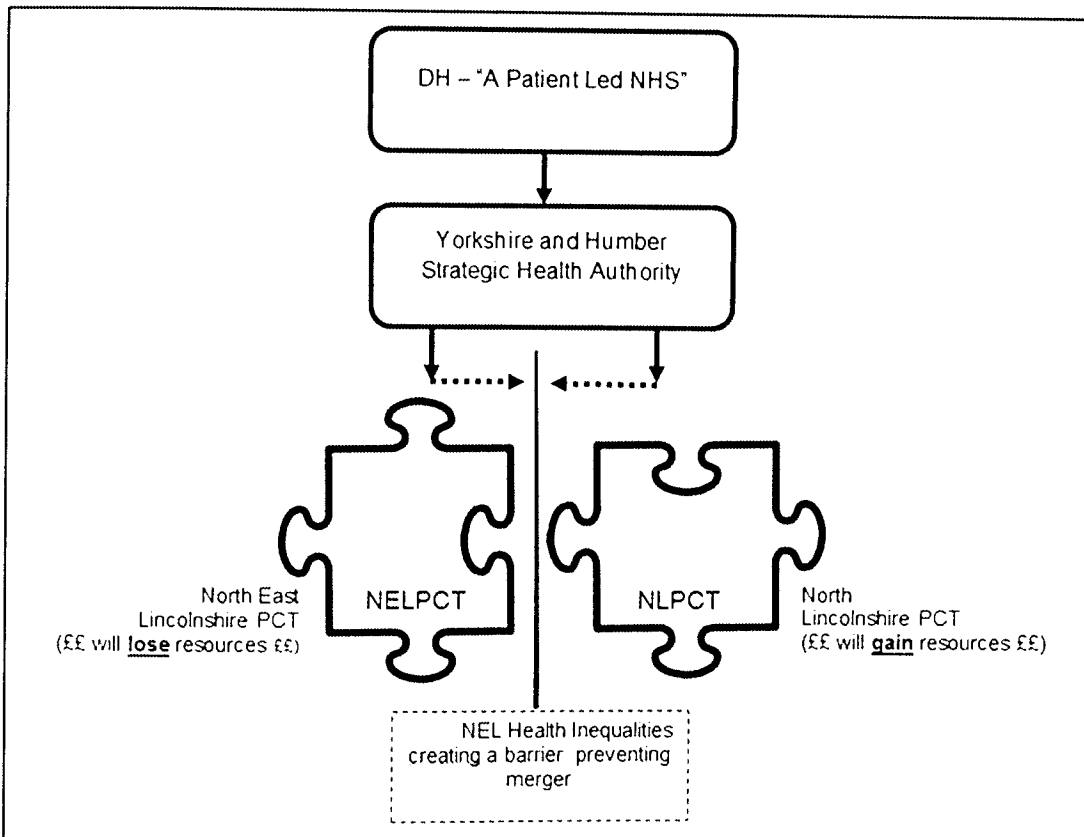 DH – "A Patient Led NHS"
Yorkshire and Humber
Strategic Health Authority
NELPCT
North East
Lincolnshire PCT
(££ will lose resources ££)
NLPCT
North
Lincolnshire PCT
(££ will gain resources ££)
NEL Health Inequalities
creating a barrier preventing
merger